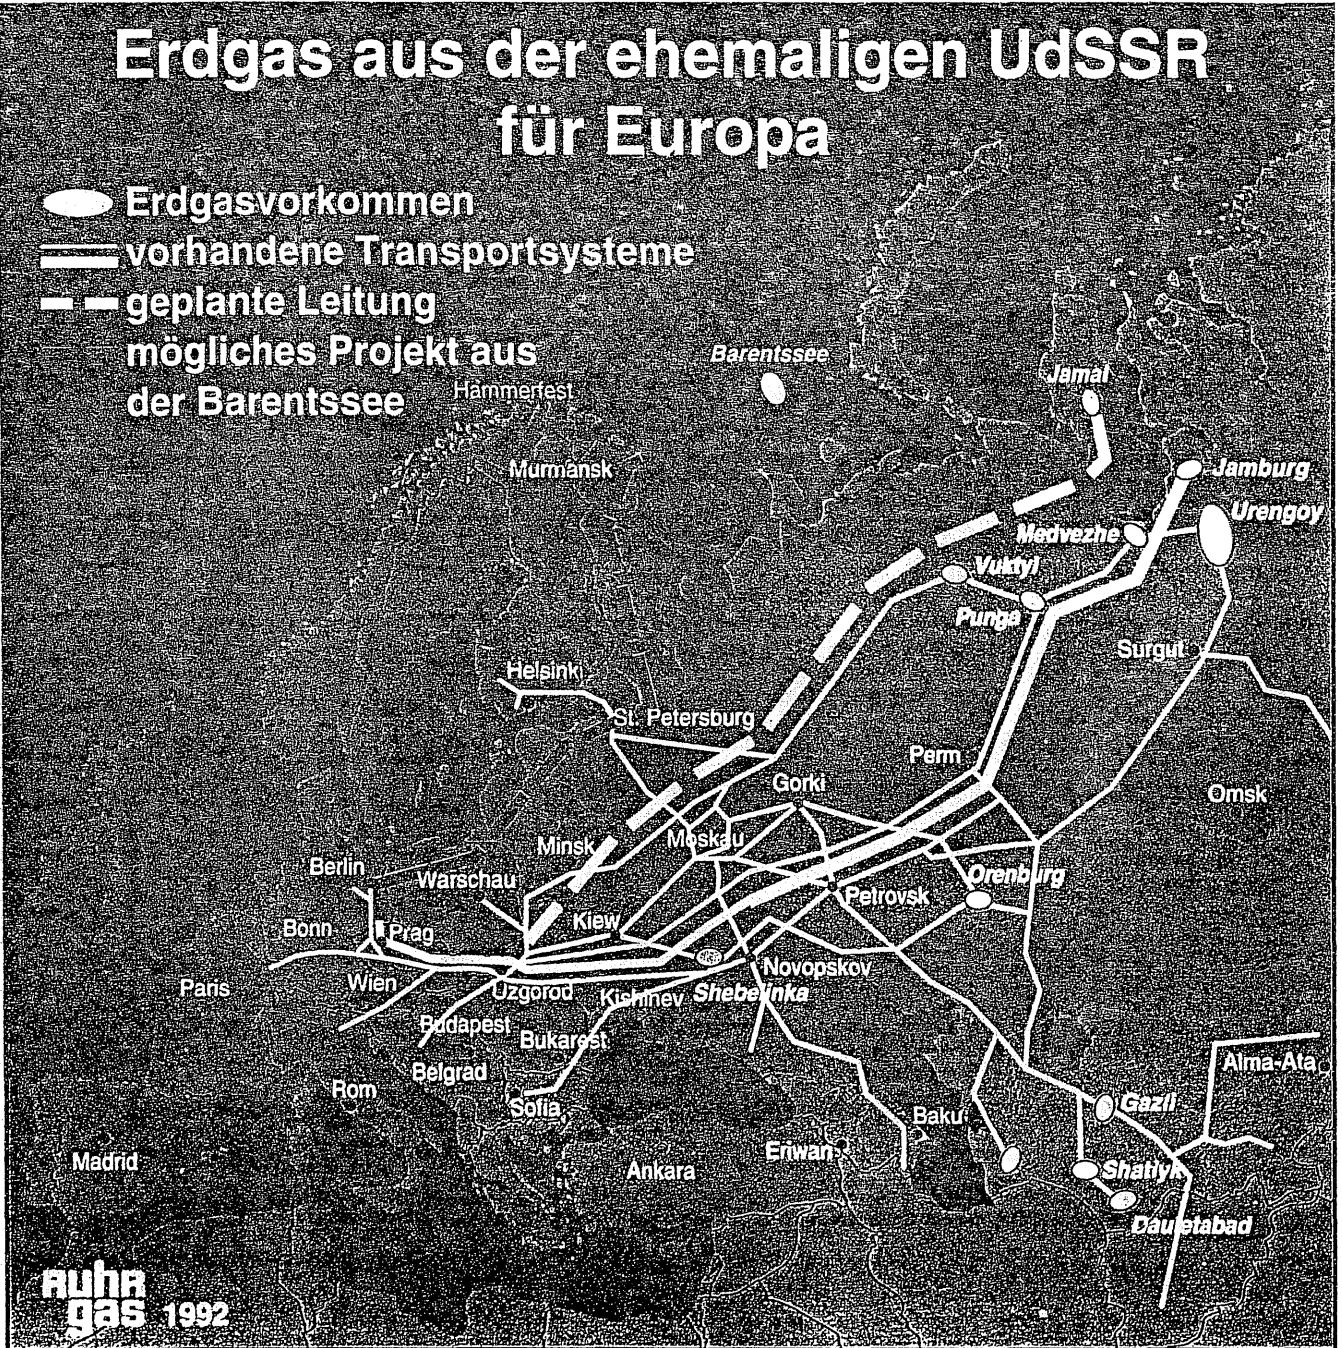 Erdgas aus der ehemaligen UdSSR
für Europa
Erdgasvorkommen
vorhandene Transportsysteme
geplante Leitung
mögliches Projekt aus
der Barentssee
Barentssee
Jamal
Hammerfest
Murmansk
Jamburg
Urengoy
Medvezhe
Vuktyl
Punga
Surgut
Helsinki
St. Petersburg
Perm
Gorki
Omsk
Minsk
Moskau
Berlin
Warschau
Orenburg
Petrovsk
Bonn
Prag
Kiew
Novopskov
Paris
Wien
Uzgorod
Kishinev
Shebelinka
Budapest
Bukarest
Belgrad
Rom
Sofia
Alma-Ata
Gazli
Baku
Eriwan
Madrid
Ankara
Shatlyk
Dauletabad
RuhR
gas 1992